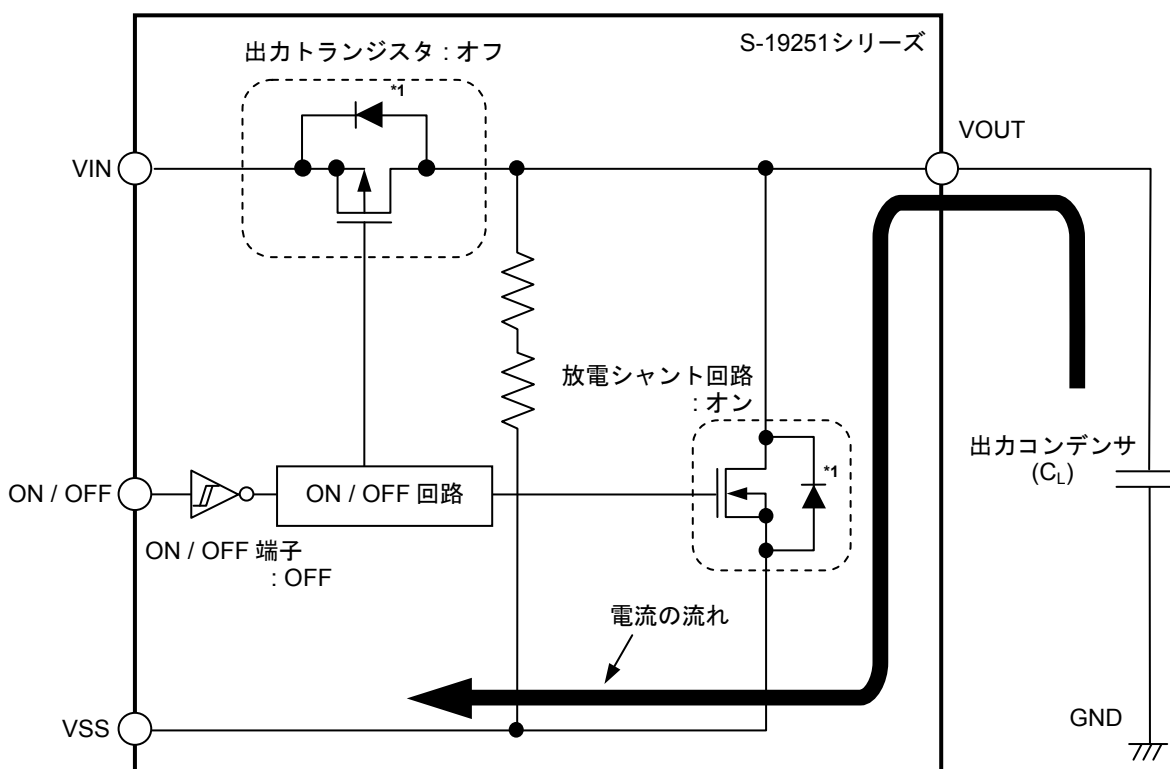 S-19251シリーズ
出力トランジスタ : オフ
*1
VOUT
VIN
放電シャント回路
: オン
*1
出力コンデンサ
(CL)
ON / OFF
ON / OFF 回路
ON / OFF 端子
: OFF
電流の流れ
GND
VSS